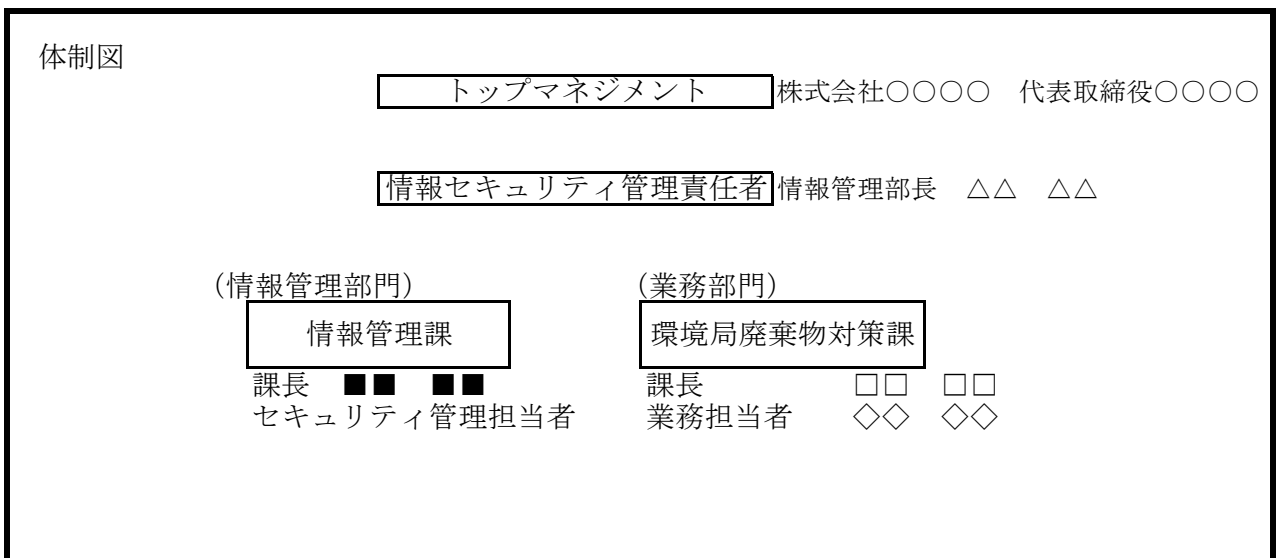 体制図
トップマネジメント 株式会社○○○○　代表取締役○○○○
情報セキュリティ管理責任者 情報管理部長　△△　△△
（情報管理部門） （業務部門）
情報管理課 環境局廃棄物対策課
課長　■■　■■ 課長　□□　□□
セキュリティ管理担当者 業務担当者　◇◇　◇◇